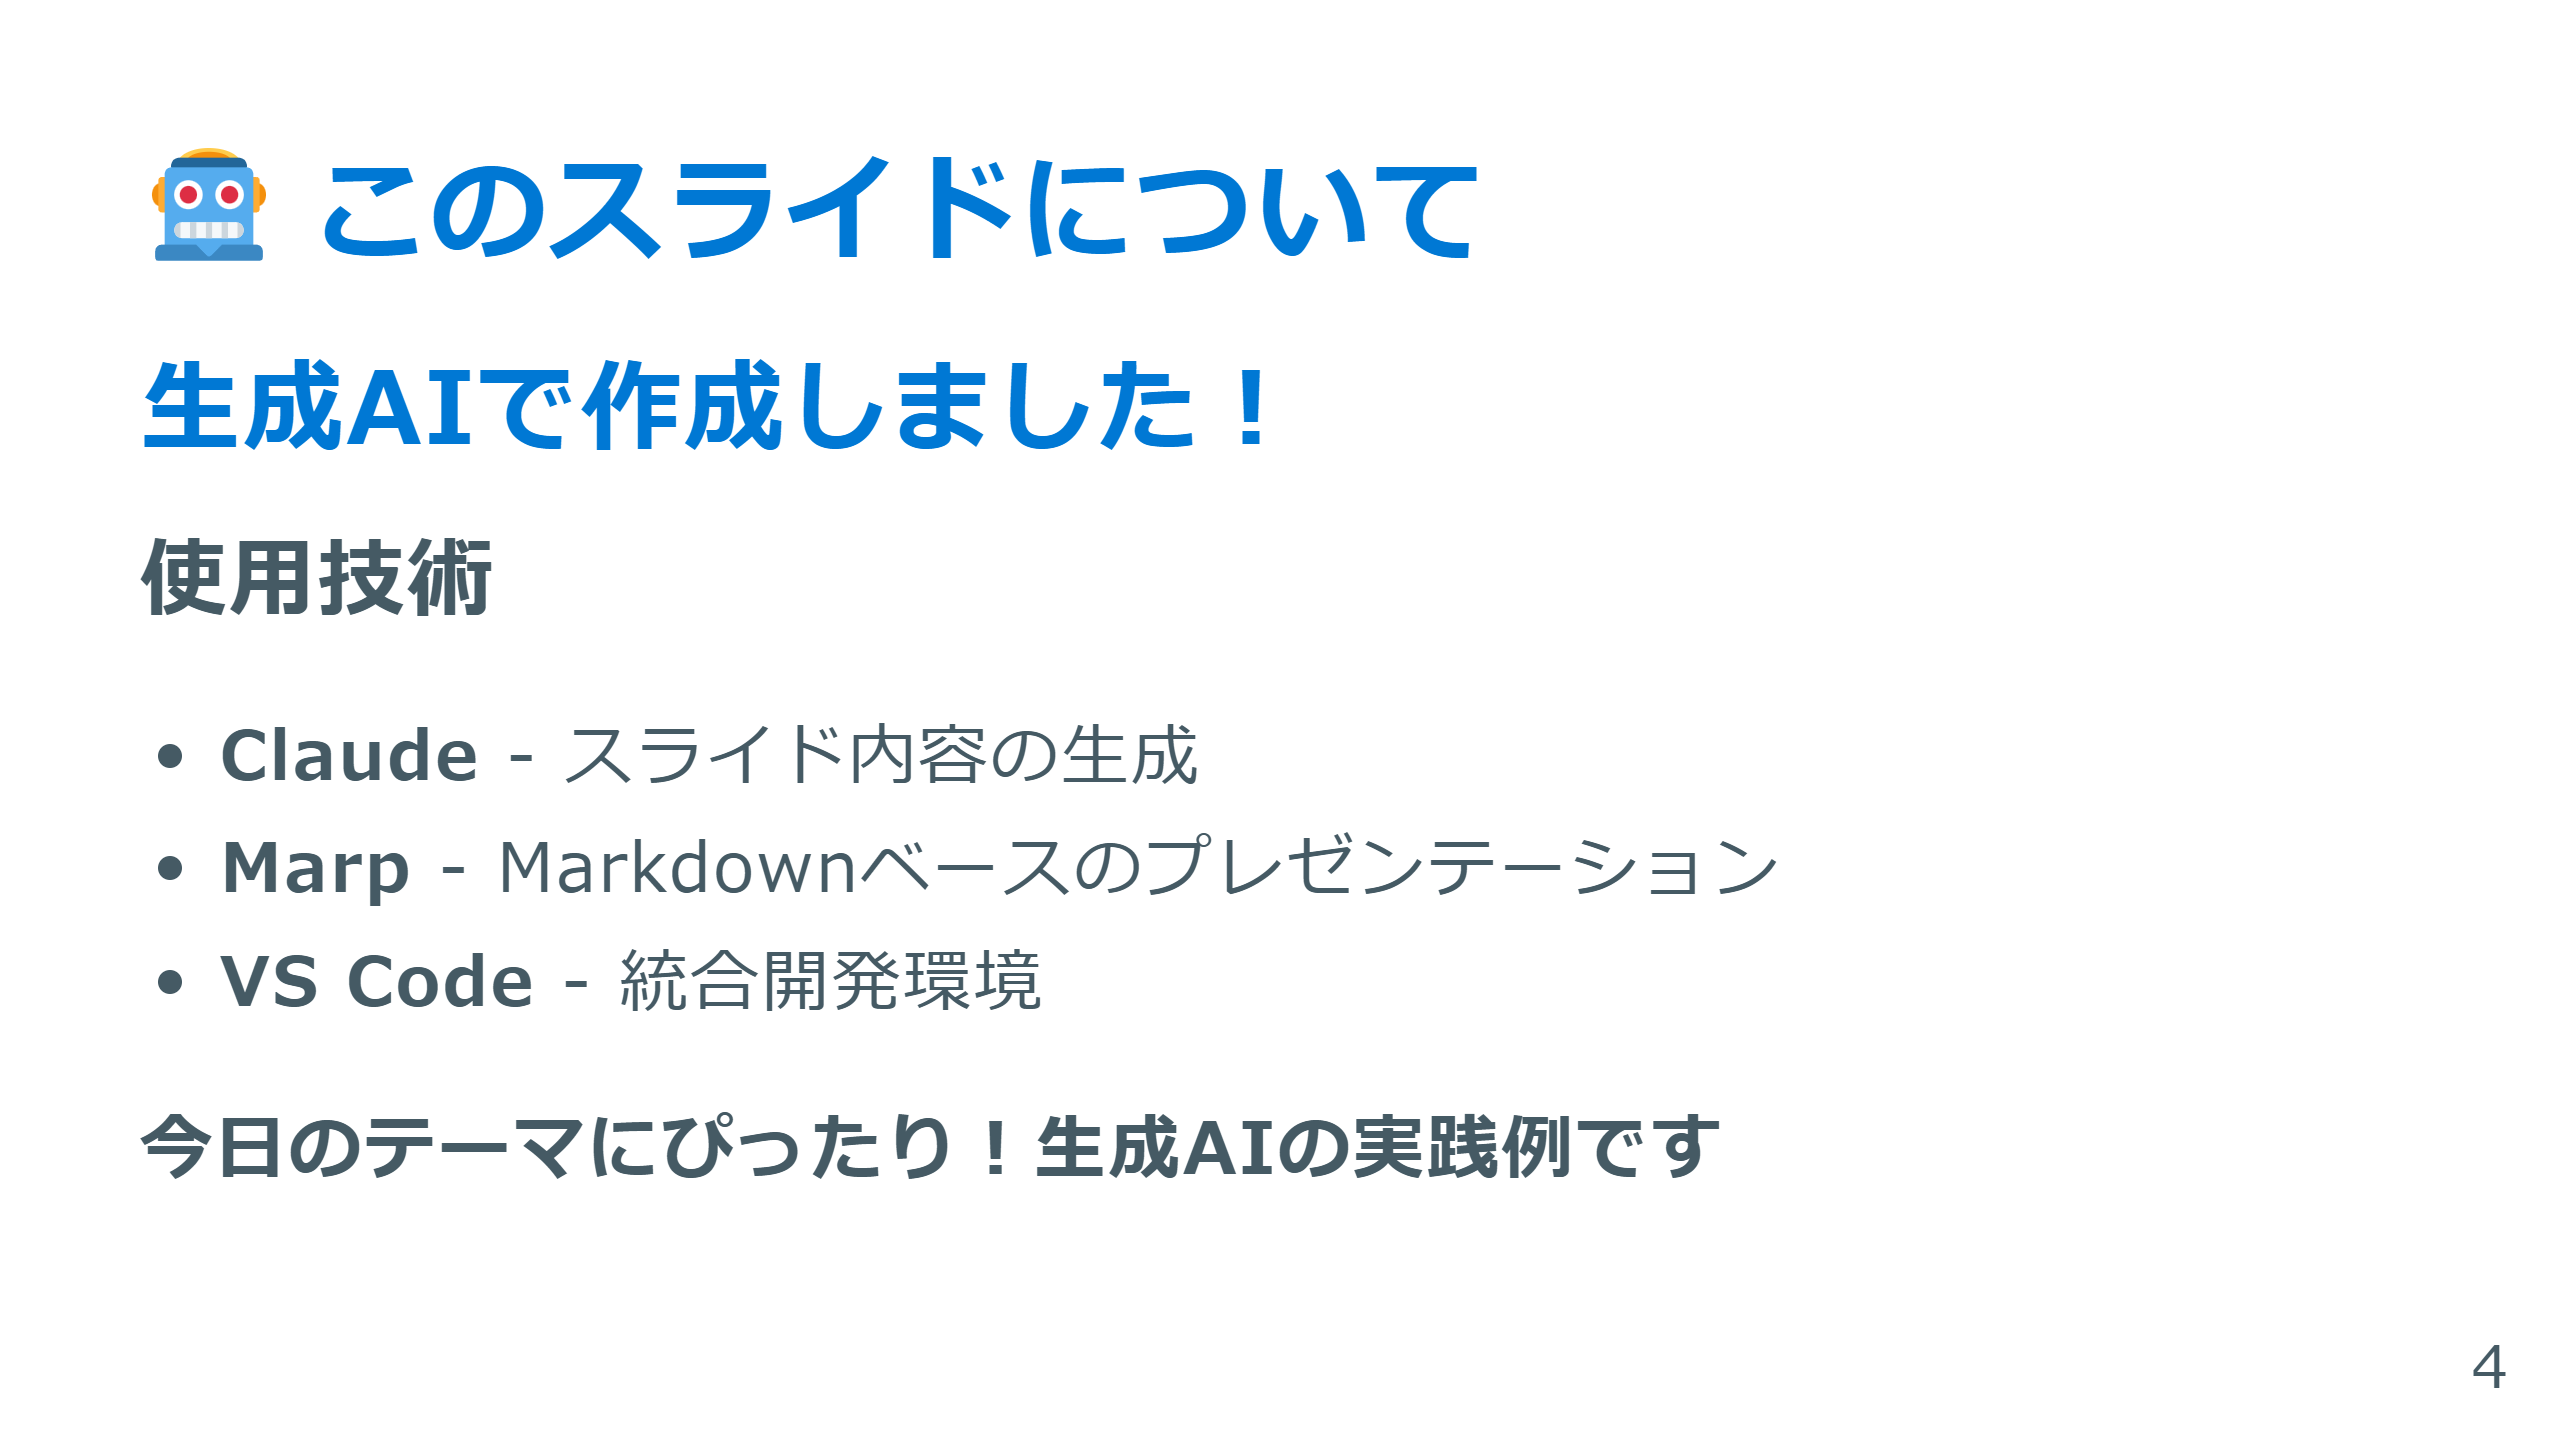 🤖 このスライドについて
生成AIで作成しました！
使用技術
• Claude - スライド内容の生成
• Marp - Markdownベースのプレゼンテーション
• VS Code - 統合開発環境
今日のテーマにぴったり！生成AIの実践例です
4